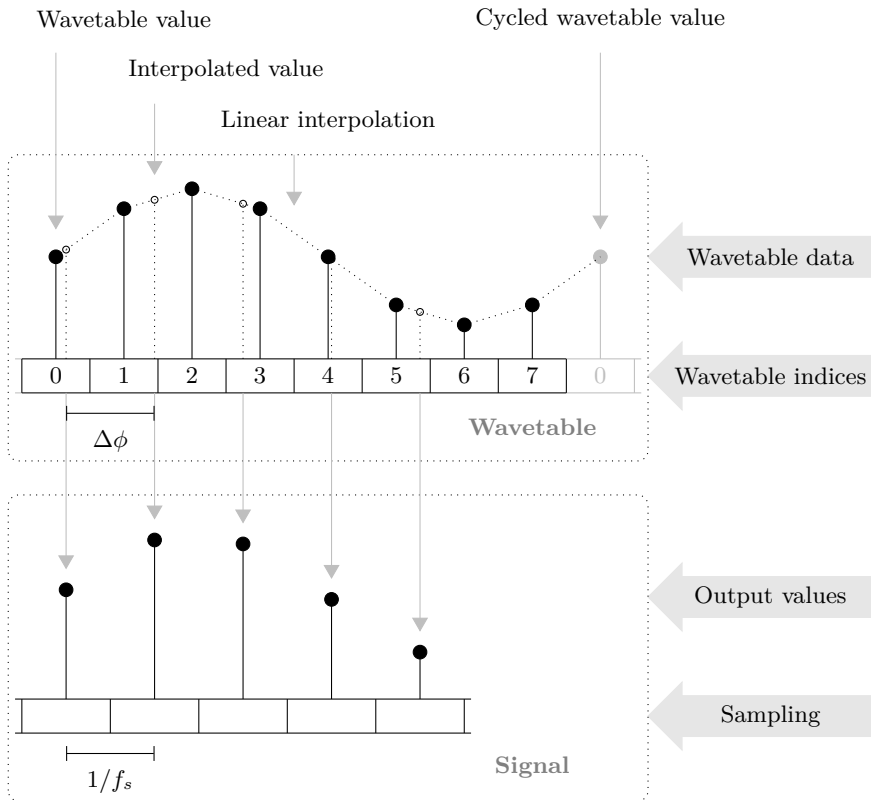 Wavetable value
Cycled wavetable value
Interpolated value
Linear interpolation
Wavetable data
0 1 2 3 4 5 6 7 0
Wavetable indices
Δϕ
Wavetable
Output values
Sampling
1/fₛ
Signal